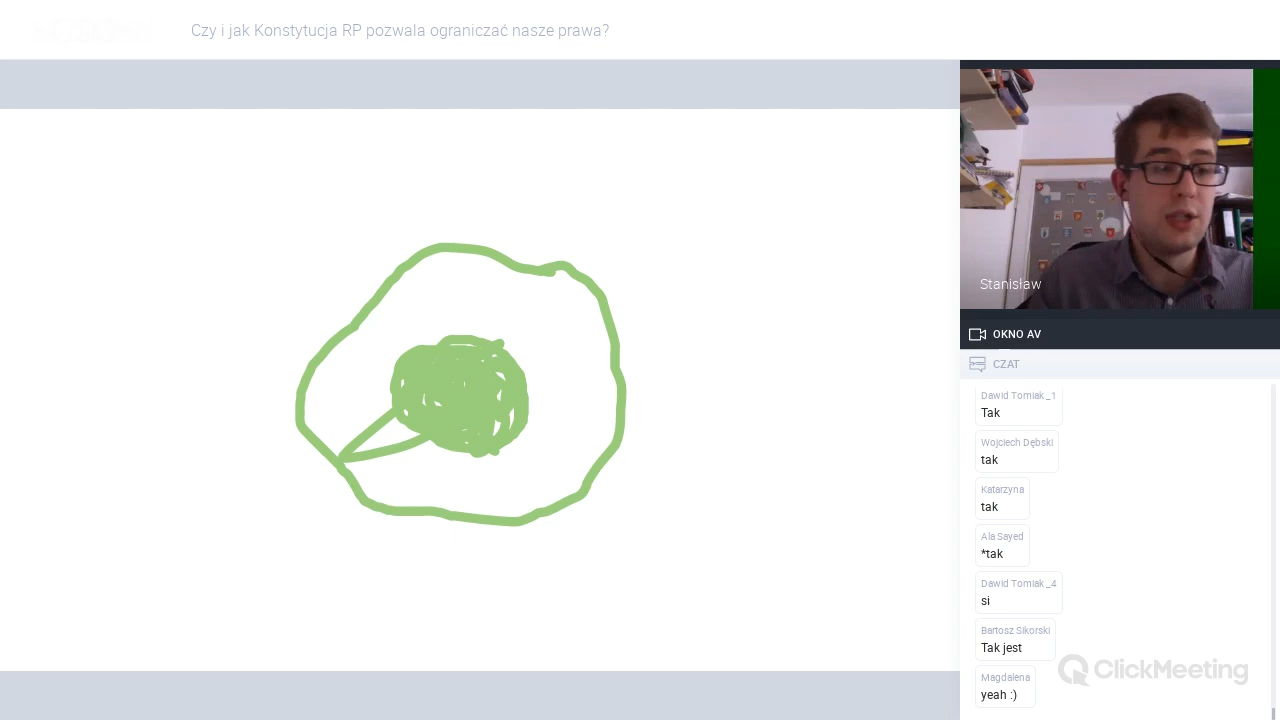 Czy i jak Konstytucja RP pozwala ograniczać nasze prawa?
Stanisław
OKNO AV
CZAT
Dawid Tomiak _1
Tak
Wojciech Dębski
tak
Katarzyna
tak
Ala Sayed
*tak
Dawid Tomiak _4
si
Bartosz Sikorski
Tak jest
Magdalena
yeah :)
ClickMeeting